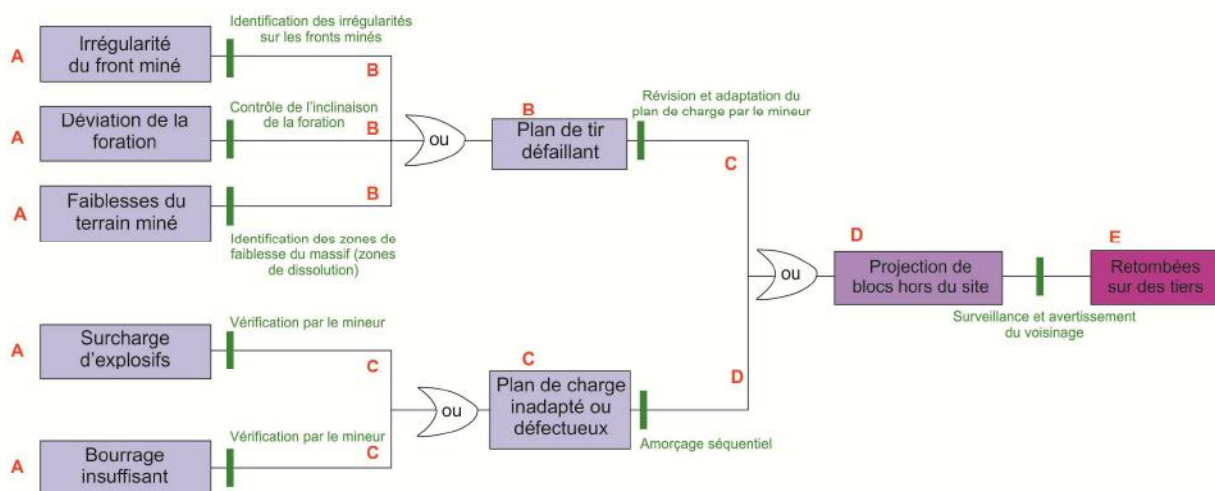 Identification des irrégularités
sur les fronts minés
A
Irrégularité
du front miné
B
Contrôle de l'inclinaison
de la foration
A
Déviation de la
foration
B
ou
B
Plan de tir
défaillant
Révision et adaptation du
plan de charge par le mineur
C
A
Faiblesses du
terrain miné
B
Identification des zones de
faiblesse du massif (zones
de dissolution)
ou
D
Projection de
blocs hors du site
Surveillance et avertissement
du voisinage
E
Retombées
sur des tiers
Vérification par le mineur
A
Surcharge
d'explosifs
C
ou
C
Plan de charge
inadapté ou
défectueux
D
Amorçage séquentiel
Vérification par le mineur
A
Bourrage
insuffisant
C